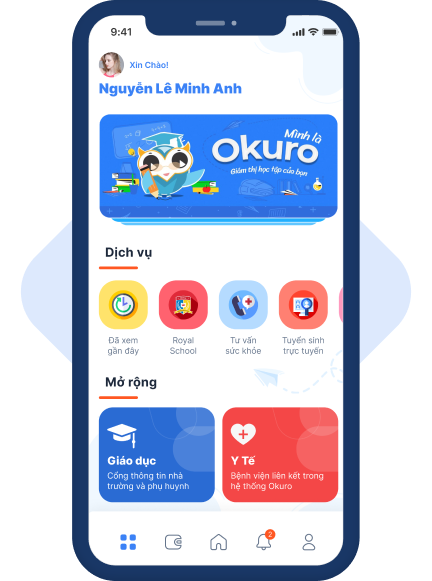 9:41
Xin Chào!
Nguyễn Lê Minh Anh
Mình là
Okuro
Giám thị học tập của bạn
Dịch vụ
Đã xem
gần đây
Royal
School
Tư vấn
sức khỏe
Tuyển sinh
trực tuyến
Mở rộng
Giáo dục
Cổng thông tin nhà
trường và phụ huynh
Y Tế
Bệnh viện liên kết trong
hệ thống Okuro
2